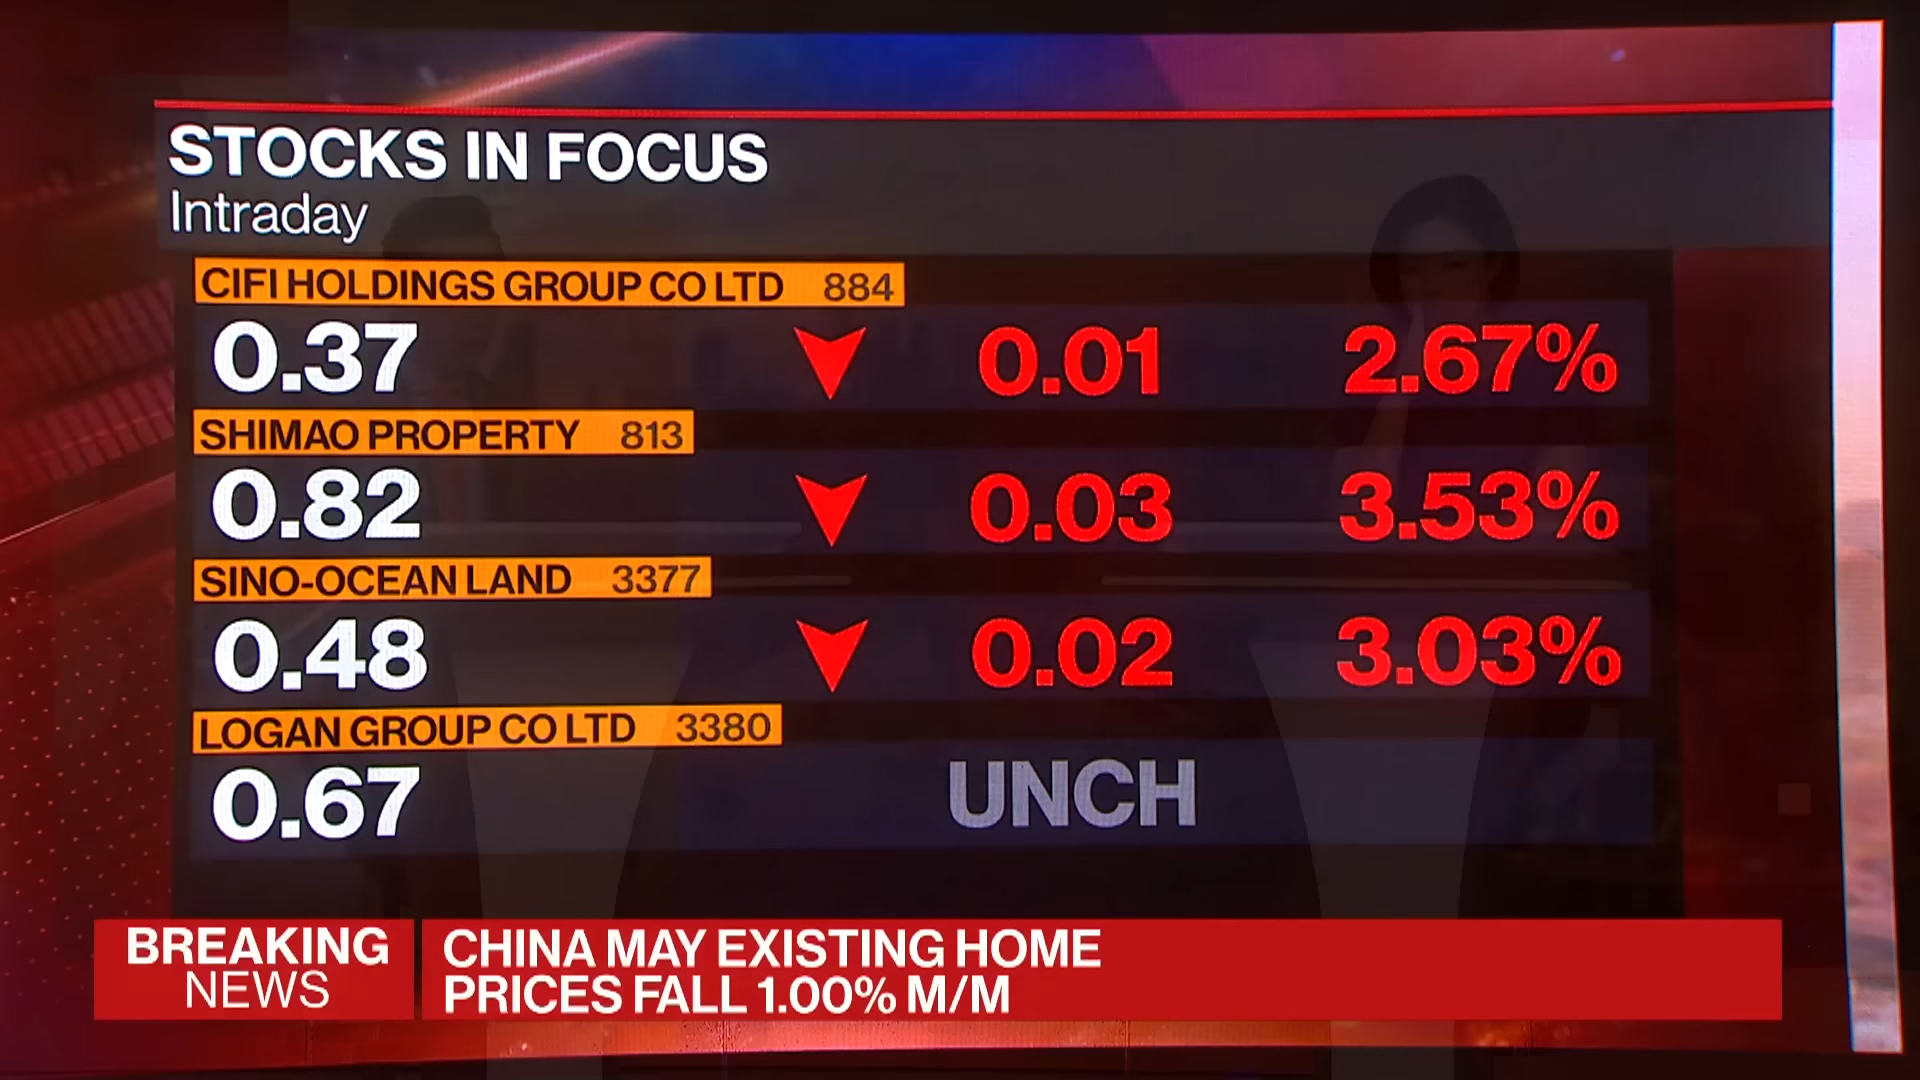 STOCKS IN FOCUS
Intraday
CIFI HOLDINGS GROUP CO LTD 884
0.37 0.01 2.67%
SHIMAO PROPERTY 813
0.82 0.03 3.53%
SINO-OCEAN LAND 3377
0.48 0.02 3.03%
LOGAN GROUP CO LTD 3380
0.67 UNCH
BREAKING NEWS
CHINA MAY EXISTING HOME
PRICES FALL 1.00% M/M